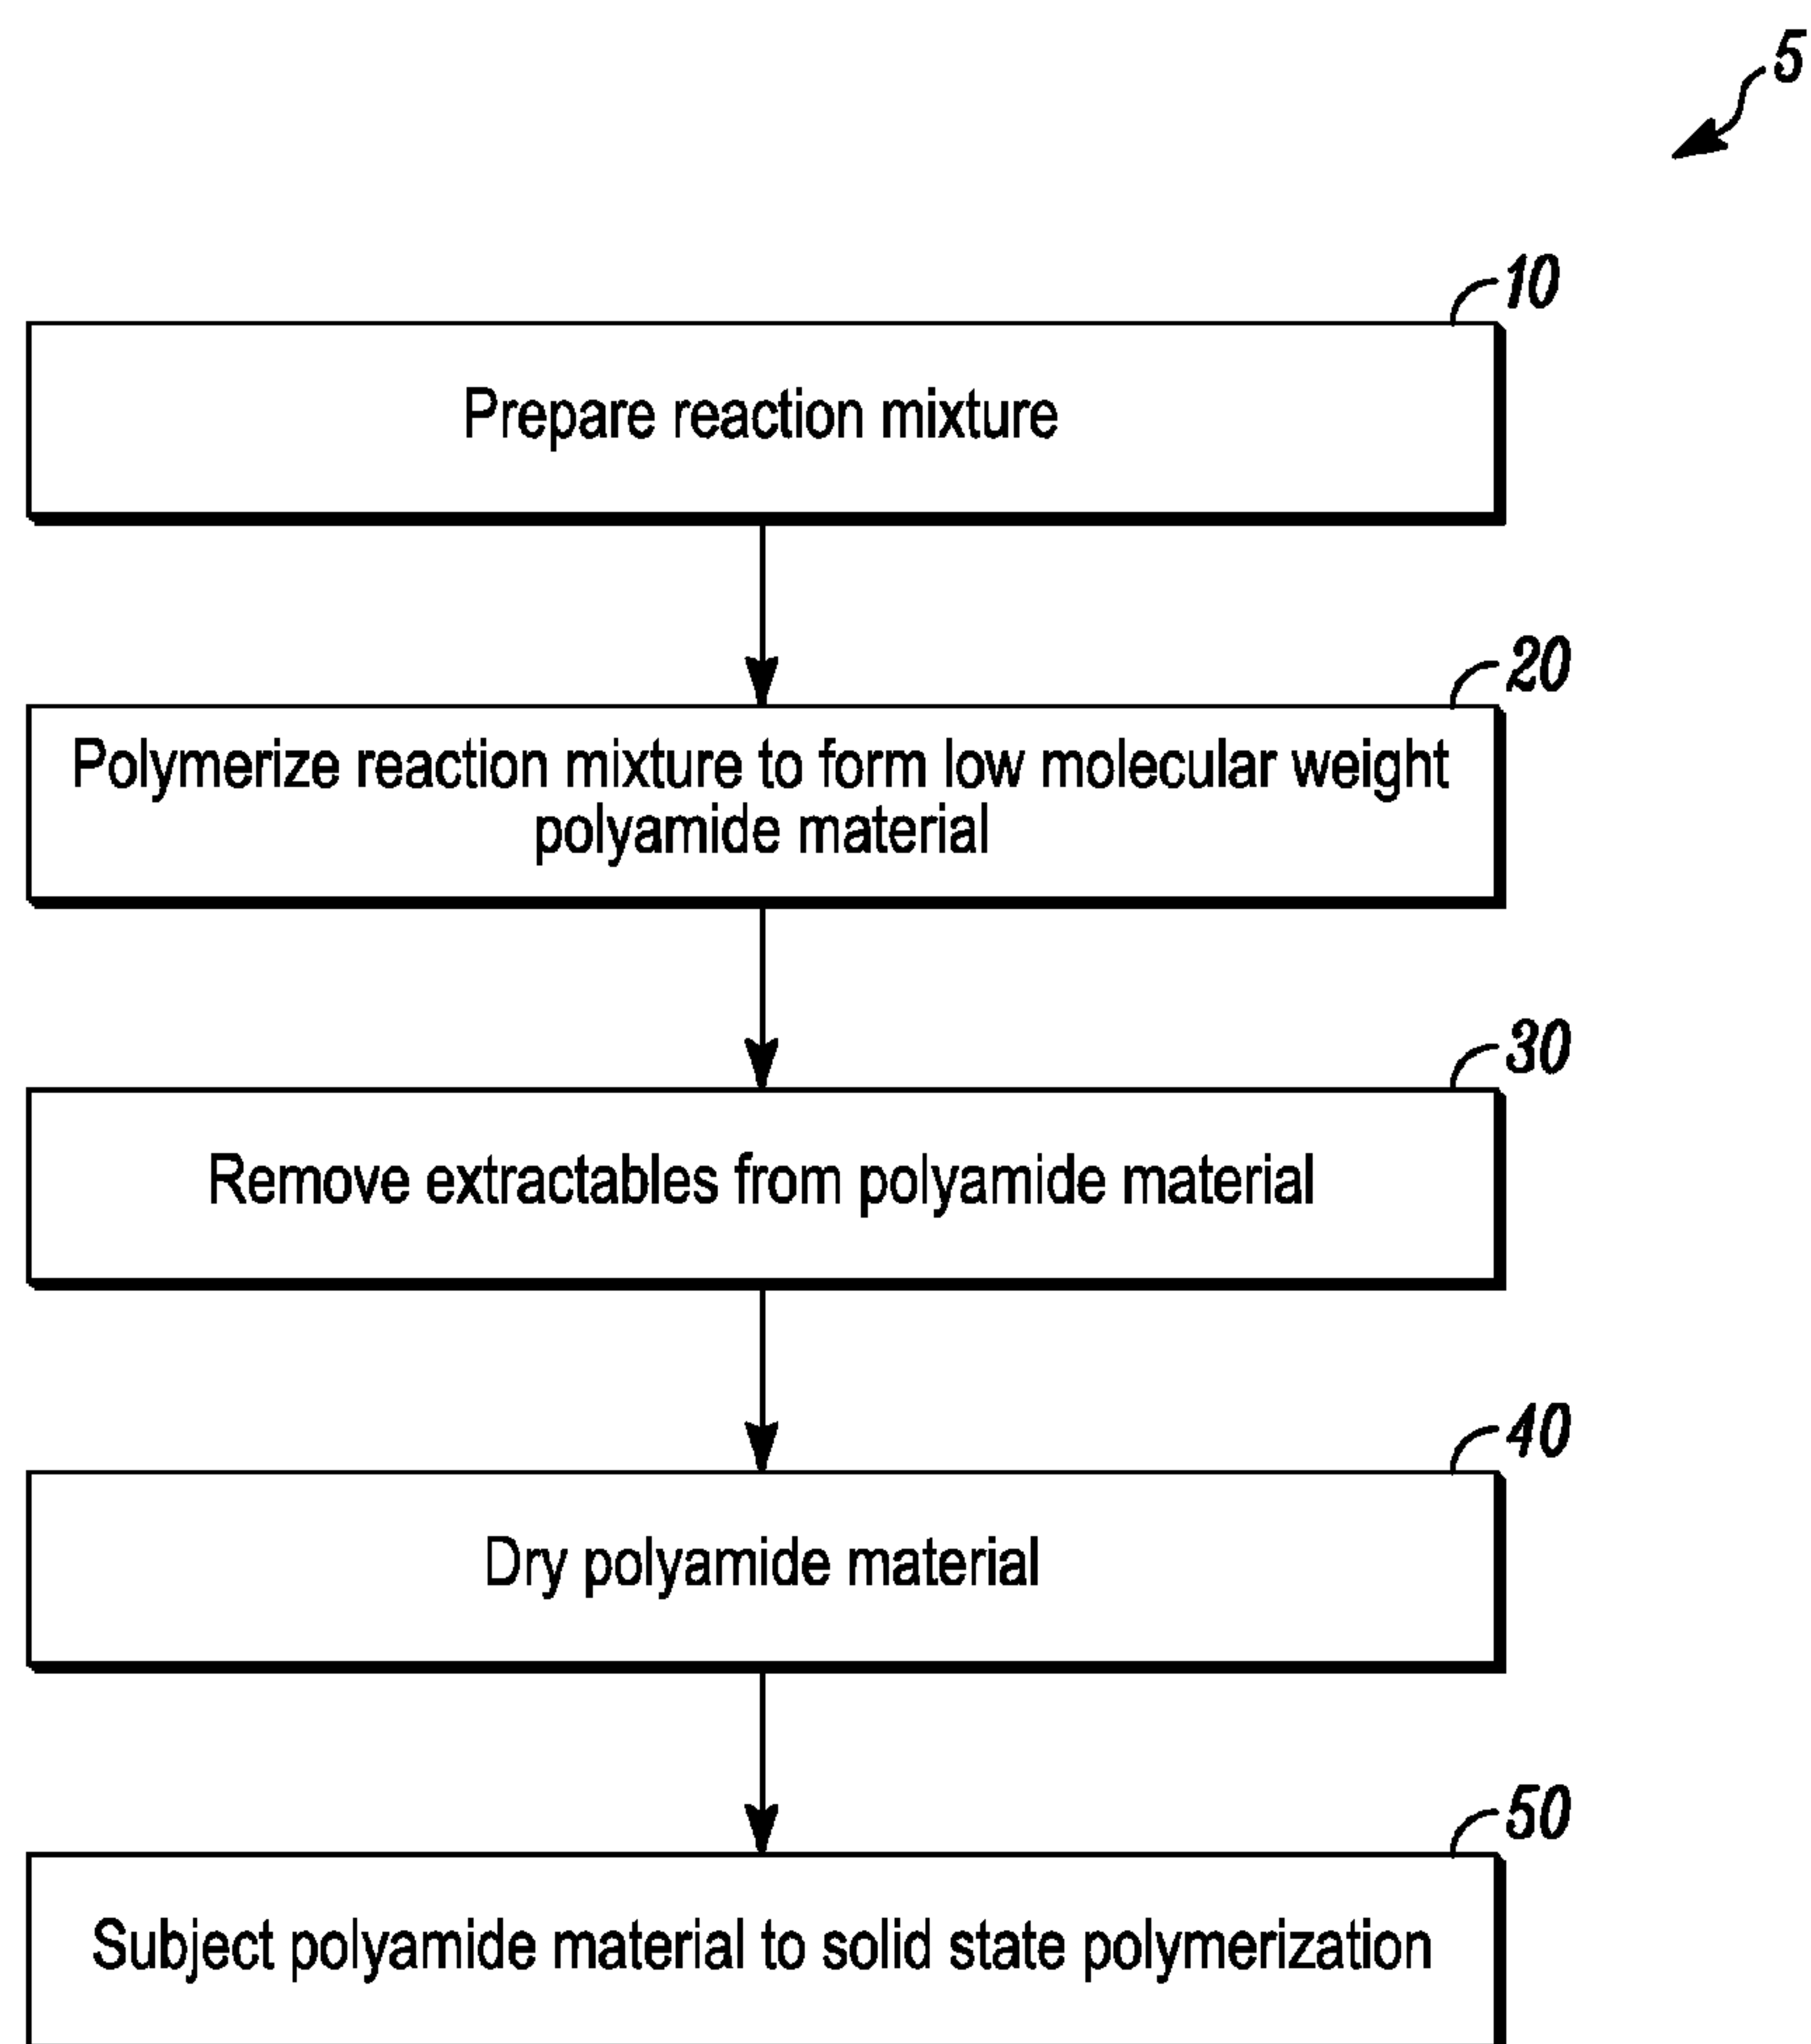 5
10
Prepare reaction mixture
20
Polymerize reaction mixture to form low molecular weight
polyamide material
30
Remove extractables from polyamide material
40
Dry polyamide material
50
Subject polyamide material to solid state polymerization